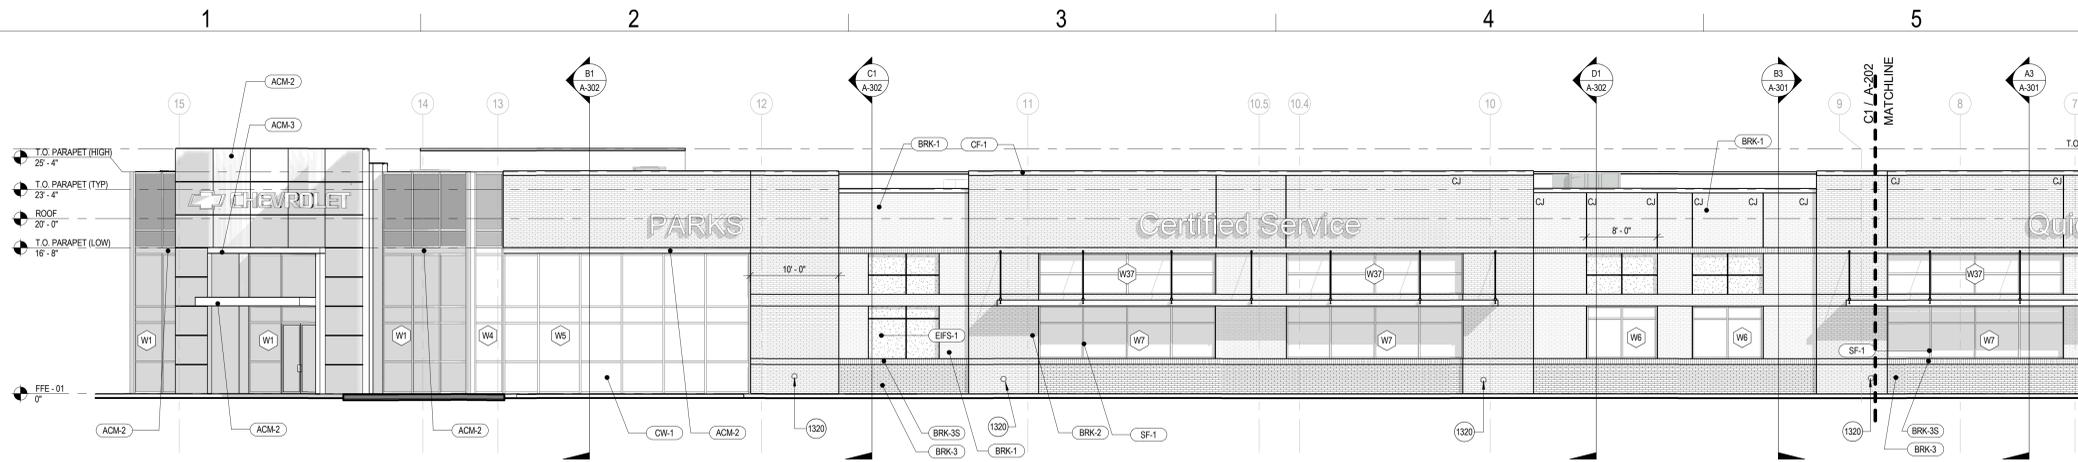 1 2 3 4 5
B1
A-302
C1
A-302
D1
A-302
B3
A-301
A3
A-301
C1 / A-202
MATCHLINE
ACM-2
15 14 13 12 11 10.5 10.4 10 9 8 7
ACM-3
BRK-1
CF-1
BRK-1
T.O. PARAPET (HIGH)
25' - 4"
T.O
T.O. PARAPET (TYP)
23' - 4"
CJ CJ CJ
CHEVROLET
CJ CJ CJ CJ CJ CJ
ROOF
20' - 0"
PARKS
Certified Service
Quic
8' - 0"
T.O. PARAPET (LOW)
16' - 8"
10' - 0"
W37 W37 W37
W1 W1 W1 W4 W5
EIFS-1
W7 W7 W6 W6 W7
SF-1
FFE - 01
0"
ACM-2 ACM-2 ACM-2 CW-1 ACM-2
1320 1320 1320 1320
BRK-3S
BRK-3
BRK-1
BRK-2
SF-1
BRK-3S
BRK-3